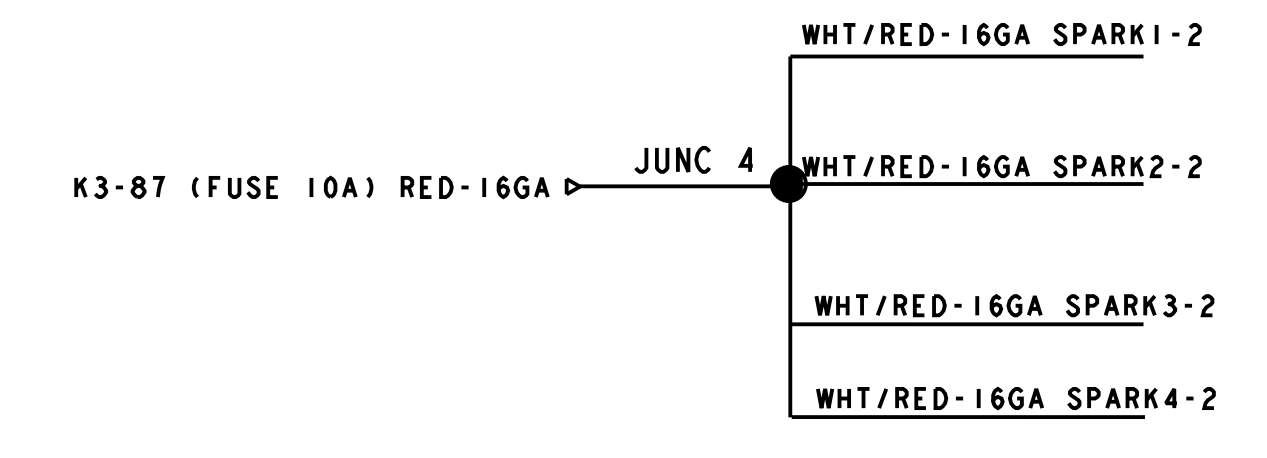 WHT/RED-16GA SPARK1-2
JUNC 4
WHT/RED-16GA SPARK2-2
K3-87 (FUSE 10A) RED-16GA
WHT/RED-16GA SPARK3-2
WHT/RED-16GA SPARK4-2